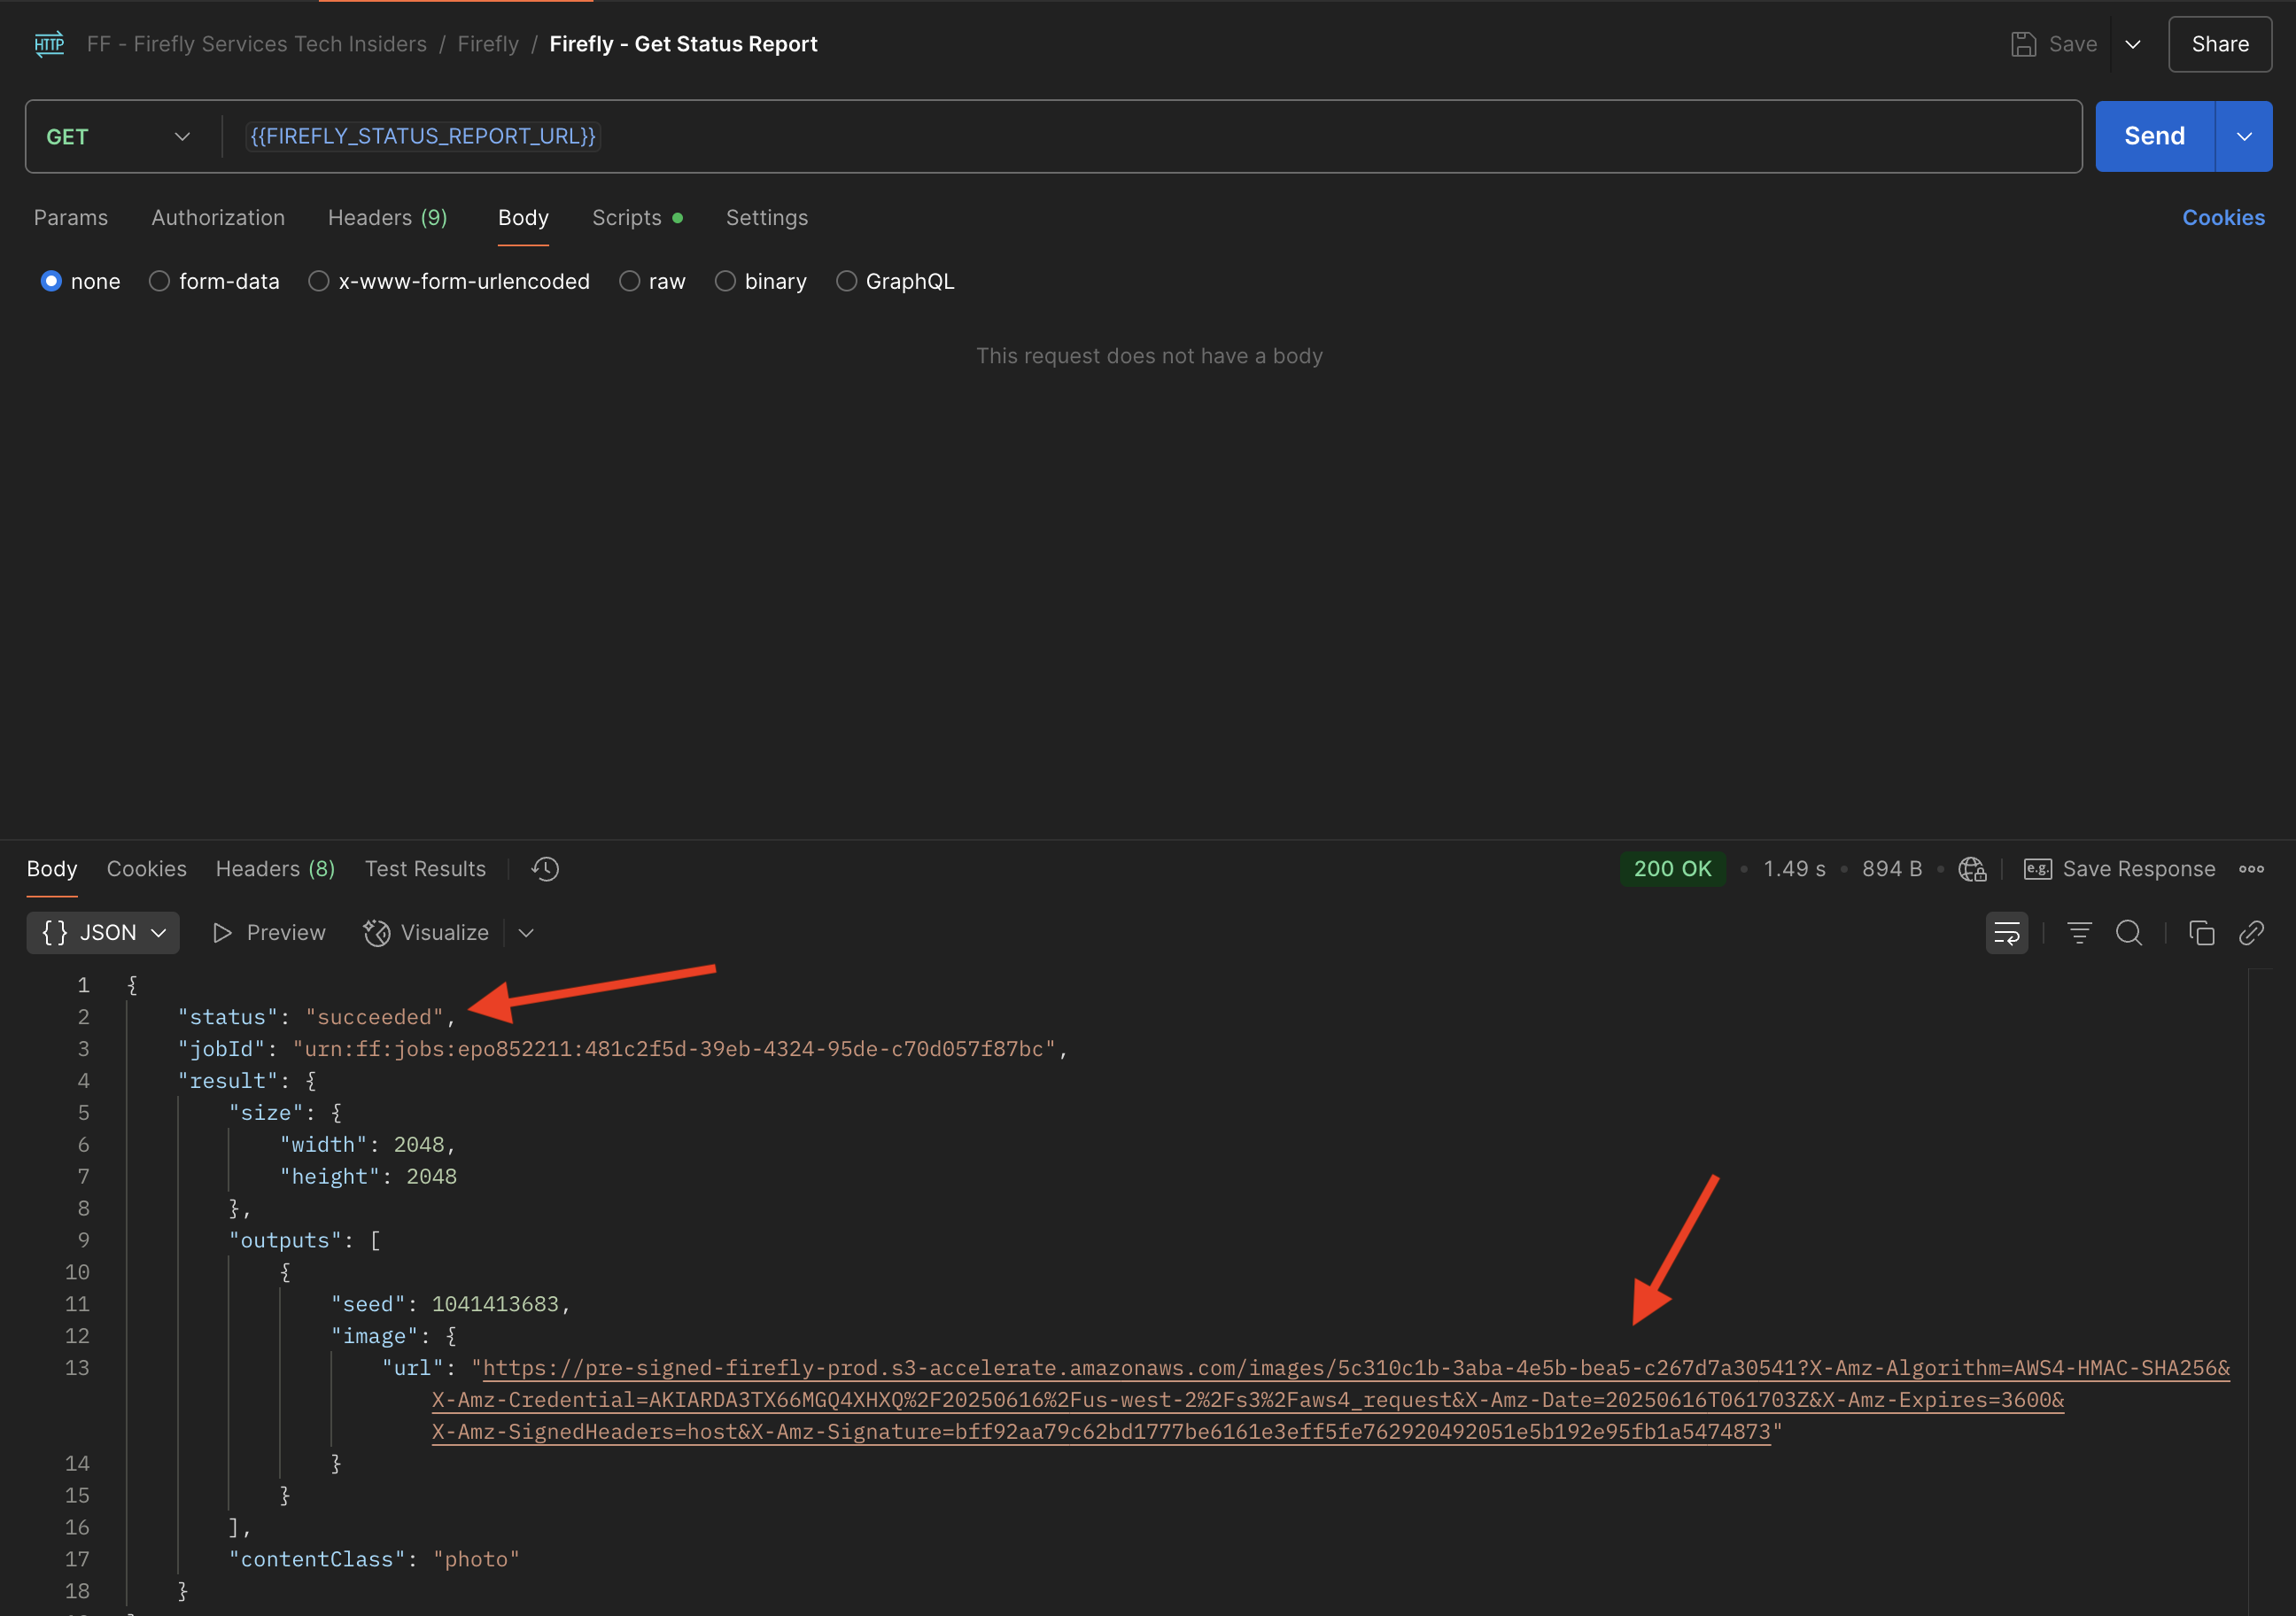 HTTP FF - Firefly Services Tech Insiders / Firefly / Firefly - Get Status Report Save Share
GET {{FIREFLY_STATUS_REPORT_URL}} Send
Params Authorization Headers (9) Body Scripts Settings Cookies
none form-data x-www-form-urlencoded raw binary GraphQL
This request does not have a body
Body Cookies Headers (8) Test Results 200 OK • 1.49 s • 894 B • e.g. Save Response
{ } JSON Preview Visualize
1 {
2 "status": "succeeded",
3 "jobId": "urn:ff:jobs:epo852211:481c2f5d-39eb-4324-95de-c70d057f87bc",
4 "result": {
5 "size": {
6 "width": 2048,
7 "height": 2048
8 },
9 "outputs": [
10 {
11 "seed": 1041413683,
12 "image": {
13 "url": "https://pre-signed-firefly-prod.s3-accelerate.amazonaws.com/images/5c310c1b-3aba-4e5b-bea5-c267d7a30541?X-Amz-Algorithm=AWS4-HMAC-SHA256&
X-Amz-Credential=AKIARDA3TX66MGQ4XHXQ%2F20250616%2Fus-west-2%2Fs3%2Faws4_request&X-Amz-Date=20250616T061703Z&X-Amz-Expires=3600&
X-Amz-SignedHeaders=host&X-Amz-Signature=bff92aa79c62bd1777be6161e3eff5fe762920492051e5b192e95fb1a5474873"
14 }
15 }
16 ],
17 "contentClass": "photo"
18 }